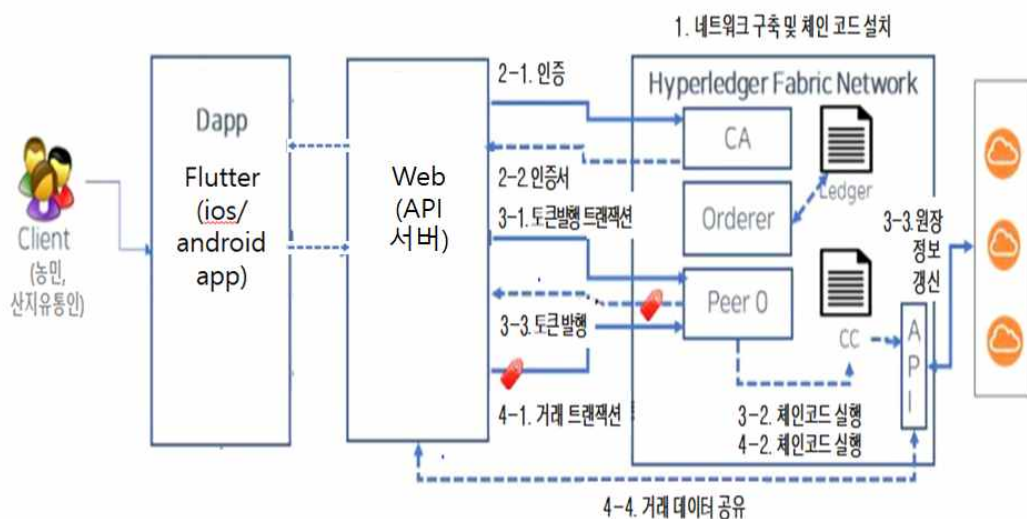 1. 네트워크 구축 및 체인 코드 설치
2-1. 인증
Hyperledger Fabric Network
Dapp
CA
Flutter
(ios/
android
app)
Web
(API
서버)
2-2 인증서
Ledger
Client
(농민,
산지유통인)
3-1. 토큰발행 트랜잭션
Orderer
3-3. 원장
정보
갱신
Peer 0
3-3. 토큰 발행
CC
A
P
I
4-1. 거래 트랜잭션
3-2. 체인코드 실행
4-2. 체인코드 실행
4-4. 거래 데이터 공유